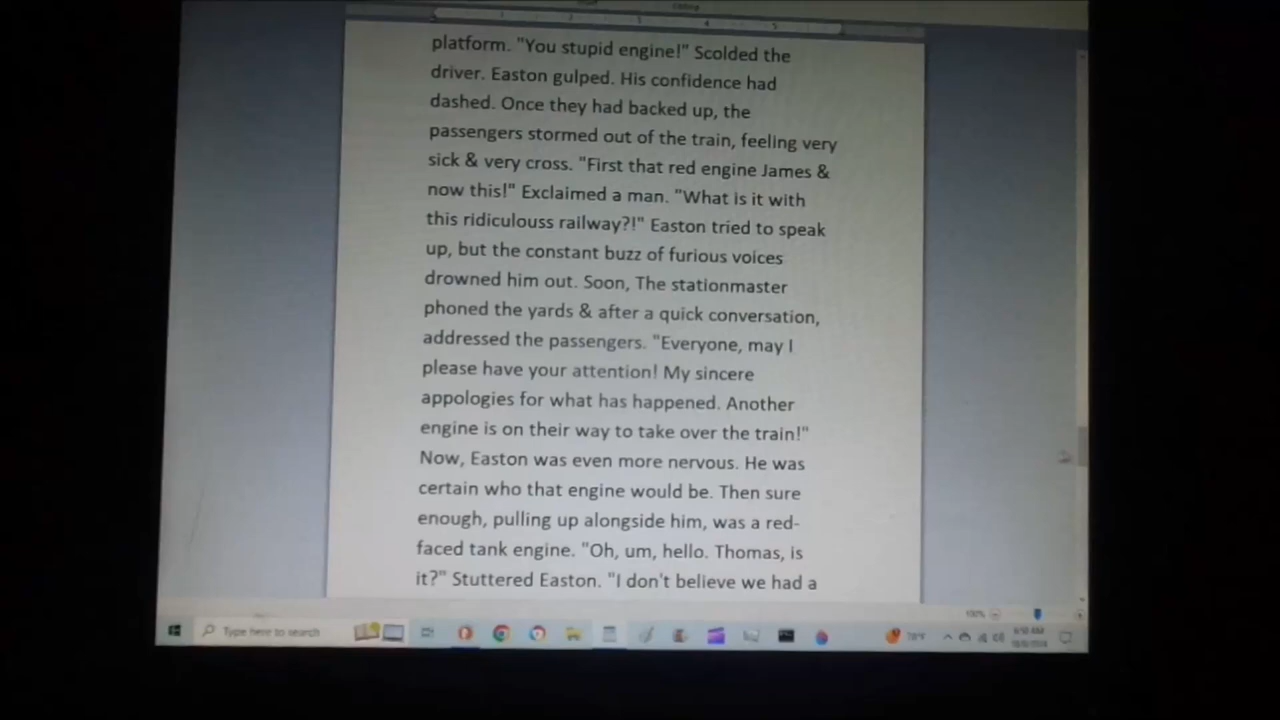 platform. "You stupid engine!" Scolded the
driver. Easton gulped. His confidence had
dashed. Once they had backed up, the
passengers stormed out of the train, feeling very
sick & very cross. "First that red engine James &
now this!" Exclaimed a man. "What is it with
this ridiculouss railway?!" Easton tried to speak
up, but the constant buzz of furious voices
drowned him out. Soon, The stationmaster
phoned the yards & after a quick conversation,
addressed the passengers. "Everyone, may I
please have your attention! My sincere
appologies for what has happened. Another
engine is on their way to take over the train!"
Now, Easton was even more nervous. He was
certain who that engine would be. Then sure
enough, pulling up alongside him, was a red-
faced tank engine. "Oh, um, hello. Thomas, is
it?" Stuttered Easton. "I don't believe we had a
100%
Type here to search
78°F